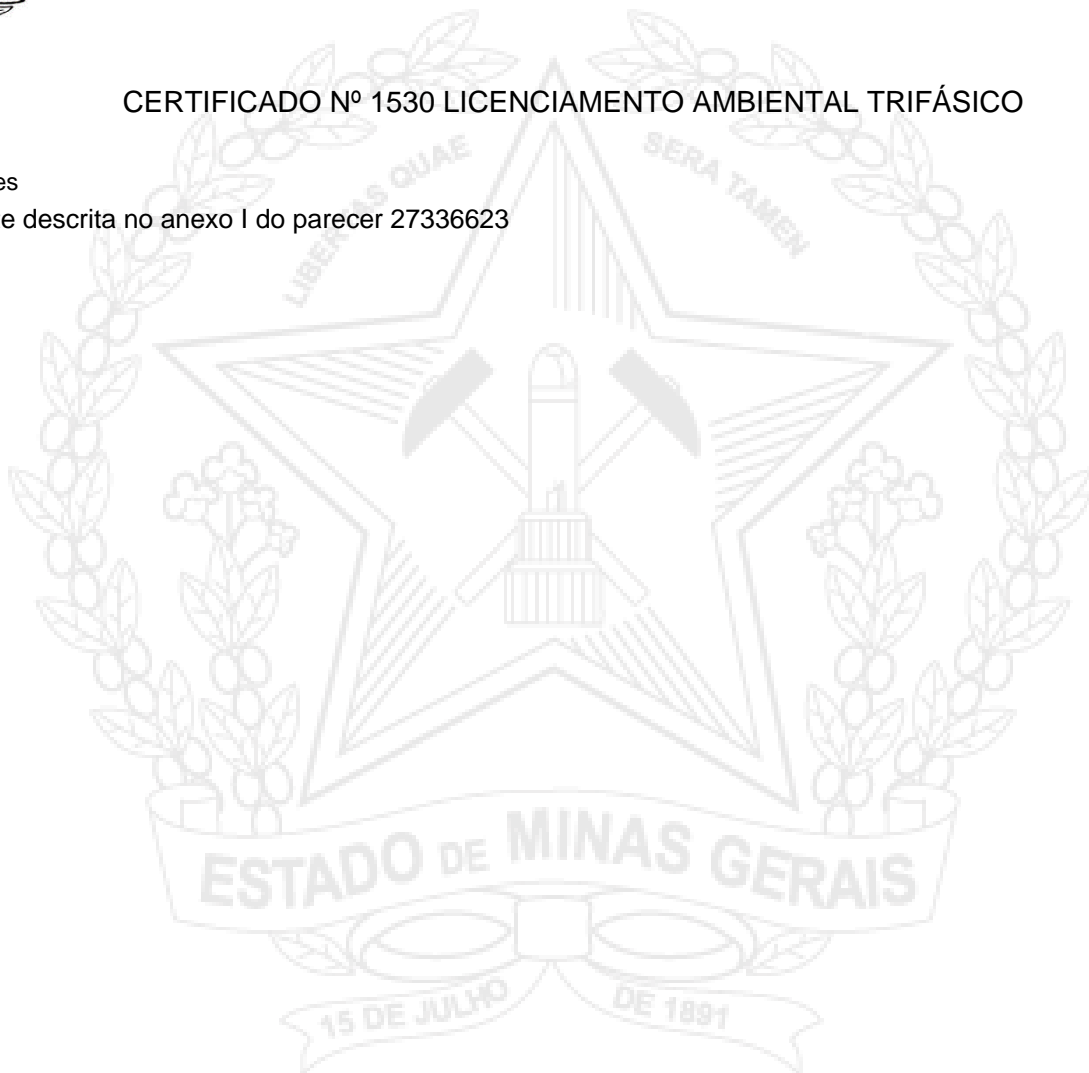 CERTIFICADO Nº 1530 LICENCIAMENTO AMBIENTAL TRIFÁSICO
es
e descrita no anexo I do parecer 27336623
LIBERTAS QUAE SERA TAMEN
ESTADO DE MINAS GERAIS
15 DE JULHO DE 1891